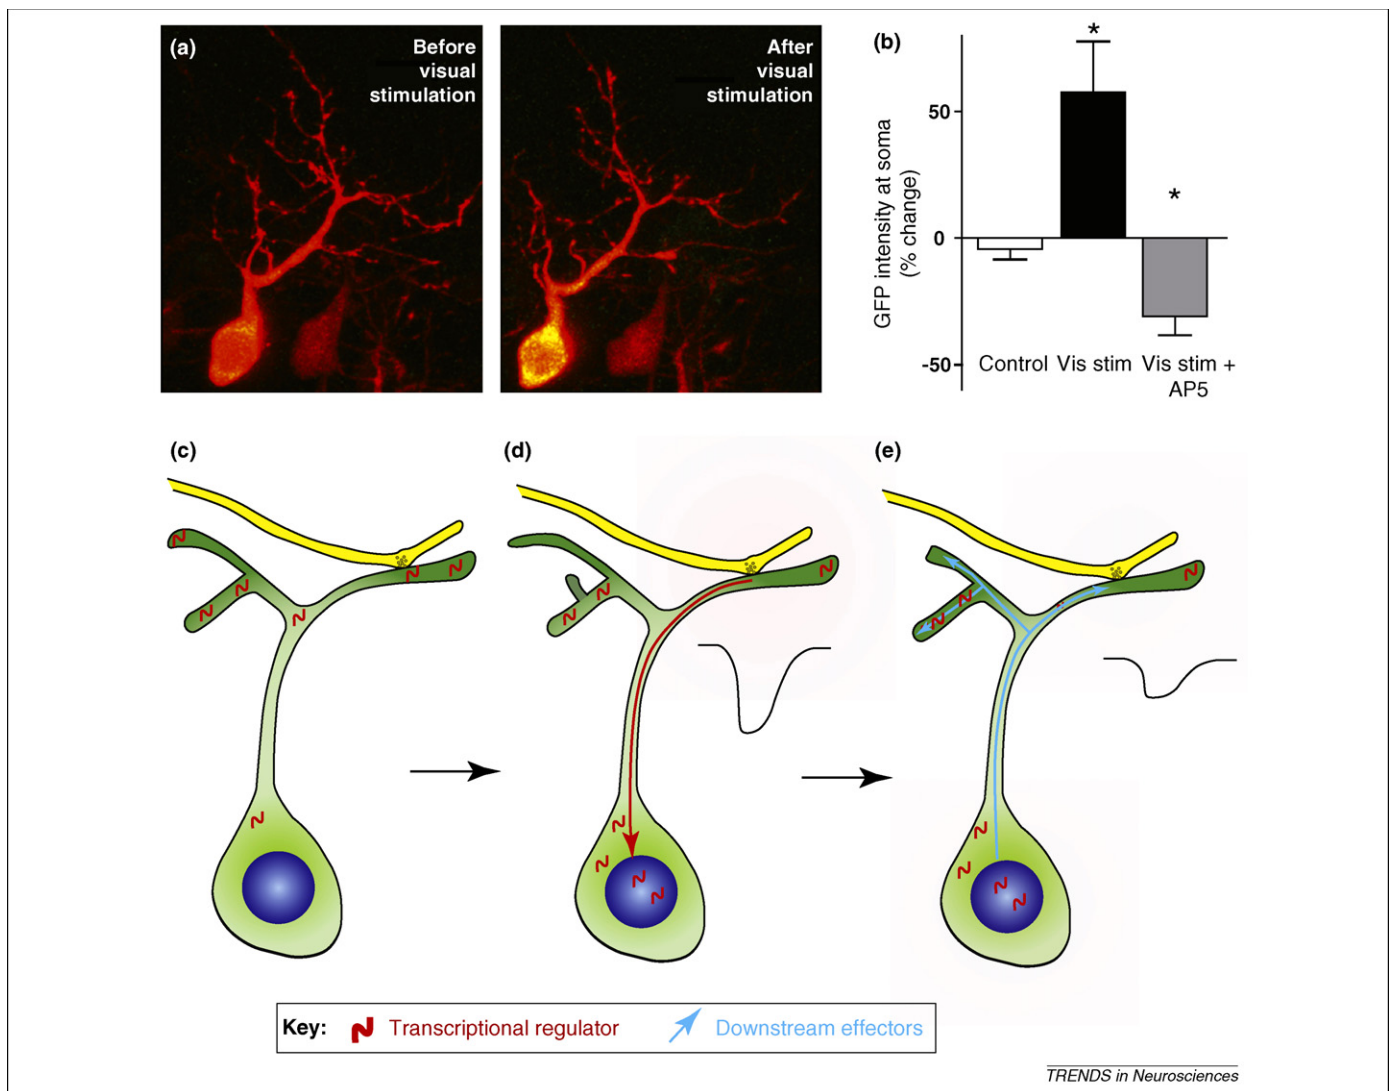 (a)
Before
visual
stimulation
After
visual
stimulation
(b)
GFP intensity at soma
(% change)
50
0
-50
*
*
Control
Vis stim
Vis stim +
AP5
(c)
(d)
(e)
Key:
Transcriptional regulator
Downstream effectors
TRENDS in Neurosciences